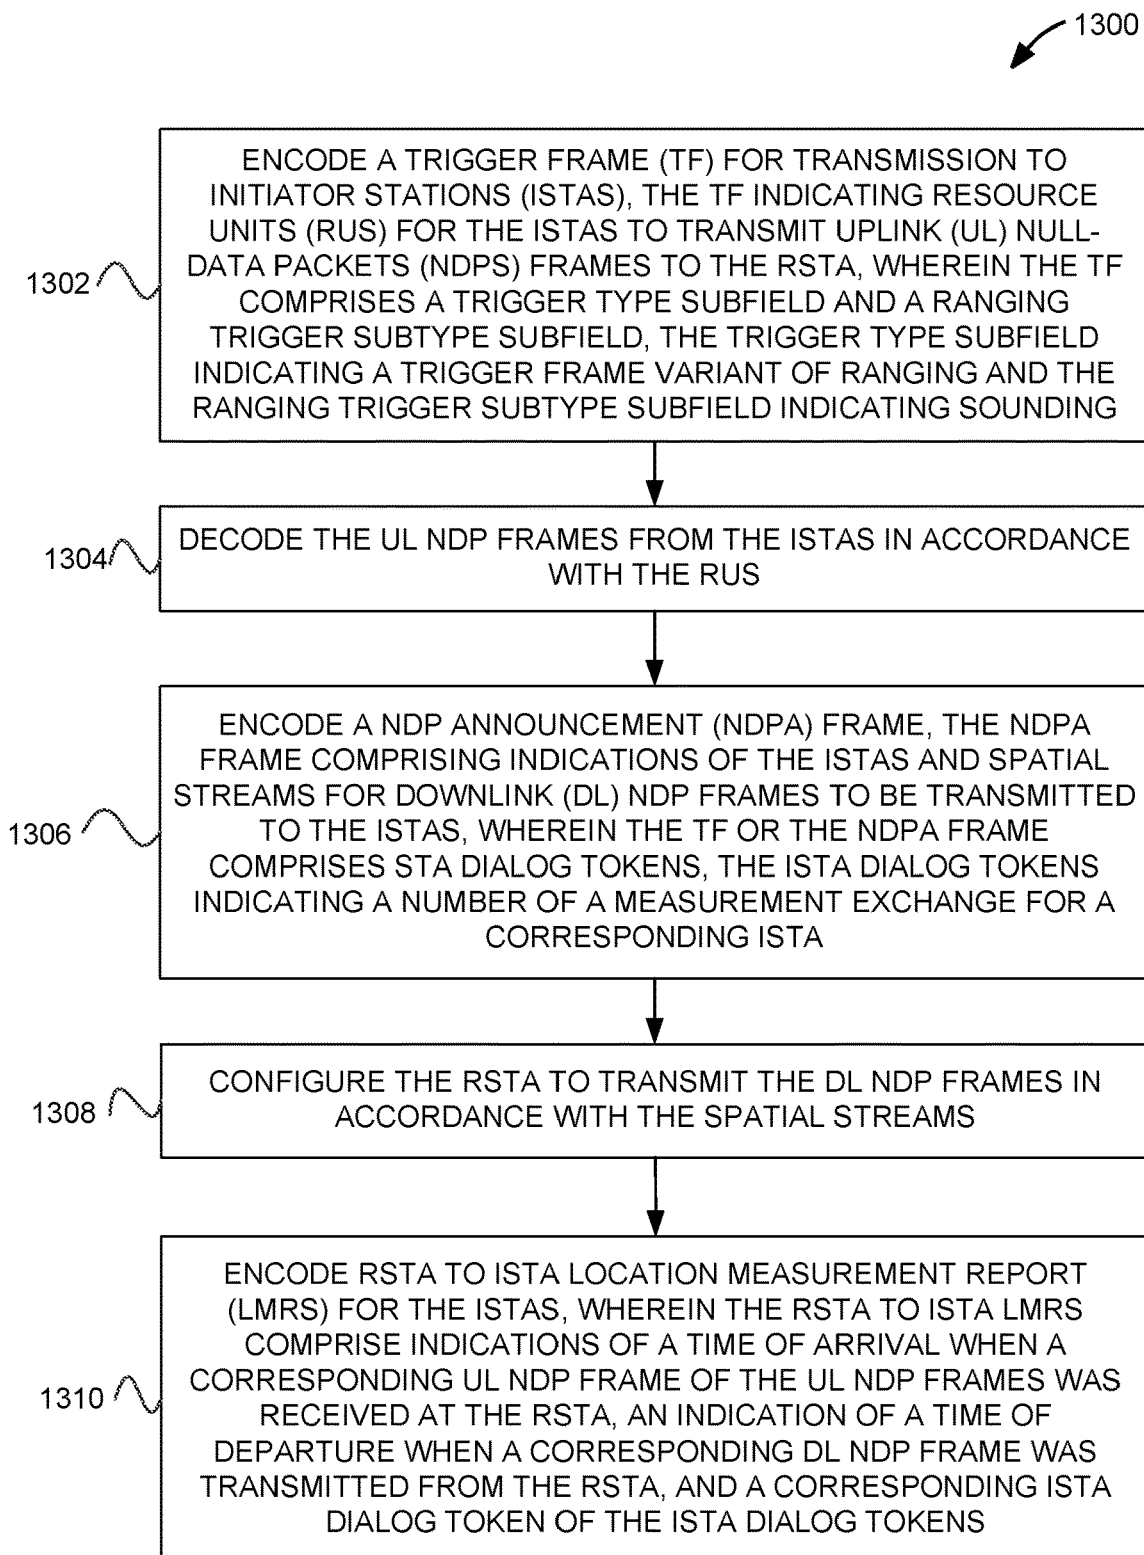 1300
ENCODE A TRIGGER FRAME (TF) FOR TRANSMISSION TO
INITIATOR STATIONS (ISTAS), THE TF INDICATING RESOURCE
UNITS (RUS) FOR THE ISTAS TO TRANSMIT UPLINK (UL) NULL-
DATA PACKETS (NDPS) FRAMES TO THE RSTA, WHEREIN THE TF
COMPRISES A TRIGGER TYPE SUBFIELD AND A RANGING
TRIGGER SUBTYPE SUBFIELD, THE TRIGGER TYPE SUBFIELD
INDICATING A TRIGGER FRAME VARIANT OF RANGING AND THE
RANGING TRIGGER SUBTYPE SUBFIELD INDICATING SOUNDING
1302
DECODE THE UL NDP FRAMES FROM THE ISTAS IN ACCORDANCE
WITH THE RUS
1304
ENCODE A NDP ANNOUNCEMENT (NDPA) FRAME, THE NDPA
FRAME COMPRISING INDICATIONS OF THE ISTAS AND SPATIAL
STREAMS FOR DOWNLINK (DL) NDP FRAMES TO BE TRANSMITTED
TO THE ISTAS, WHEREIN THE TF OR THE NDPA FRAME
COMPRISES STA DIALOG TOKENS, THE ISTA DIALOG TOKENS
INDICATING A NUMBER OF A MEASUREMENT EXCHANGE FOR A
CORRESPONDING ISTA
1306
CONFIGURE THE RSTA TO TRANSMIT THE DL NDP FRAMES IN
ACCORDANCE WITH THE SPATIAL STREAMS
1308
ENCODE RSTA TO ISTA LOCATION MEASUREMENT REPORT
(LMRS) FOR THE ISTAS, WHEREIN THE RSTA TO ISTA LMRS
COMPRISE INDICATIONS OF A TIME OF ARRIVAL WHEN A
CORRESPONDING UL NDP FRAME OF THE UL NDP FRAMES WAS
RECEIVED AT THE RSTA, AN INDICATION OF A TIME OF
DEPARTURE WHEN A CORRESPONDING DL NDP FRAME WAS
TRANSMITTED FROM THE RSTA, AND A CORRESPONDING ISTA
DIALOG TOKEN OF THE ISTA DIALOG TOKENS
1310